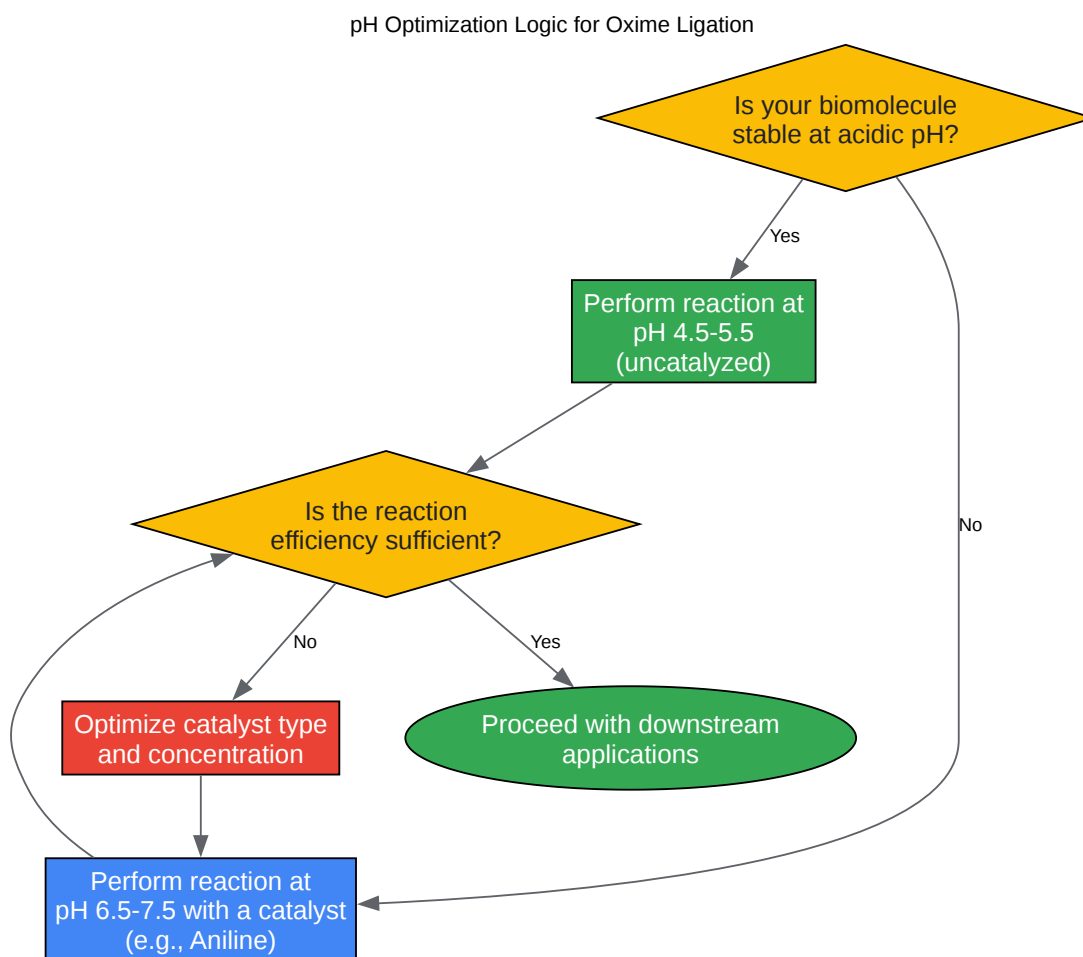 pH Optimization Logic for Oxime Ligation
Is your biomolecule
stable at acidic pH?
Yes
Perform reaction at
pH 4.5-5.5
(uncatalyzed)
Is the reaction
efficiency sufficient?
No
No
Yes
Optimize catalyst type
and concentration
Proceed with downstream
applications
Perform reaction at
pH 6.5-7.5 with a catalyst
(e.g., Aniline)